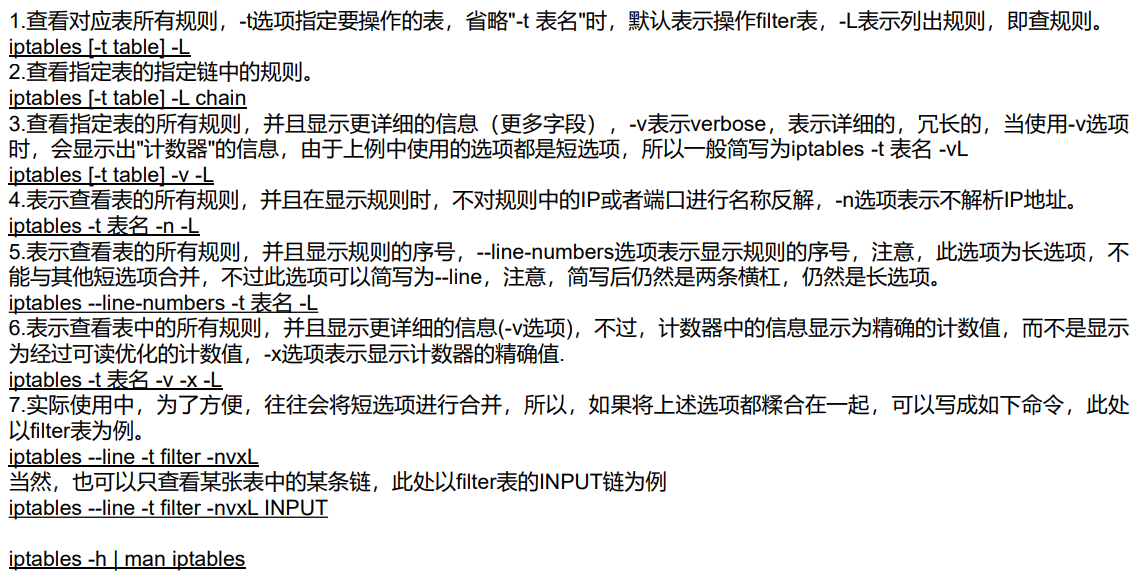 1.查看对应表所有规则，-t选项指定要操作的表，省略"-t 表名"时，默认表示操作filter表，-L表示列出规则，即查规则。
iptables [-t table] -L
2.查看指定表的指定链中的规则。
iptables [-t table] -L chain
3.查看指定表的所有规则，并且显示更详细的信息（更多字段），-v表示verbose，表示详细的，冗长的，当使用-v选项
时，会显示出"计数器"的信息，由于上例中使用的选项都是短选项，所以一般简写为iptables -t 表名 -vL
iptables [-t table] -v -L
4.表示查看表的所有规则，并且在显示规则时，不对规则中的IP或者端口进行名称反解，-n选项表示不解析IP地址。
iptables -t 表名 -n -L
5.表示查看表的所有规则，并且显示规则的序号，--line-numbers选项表示显示规则的序号，注意，此选项为长选项，不
能与其他短选项合并，不过此选项可以简写为--line，注意，简写后仍然是两条横杠，仍然是长选项。
iptables --line-numbers -t 表名 -L
6.表示查看表中的所有规则，并且显示更详细的信息(-v选项)，不过，计数器中的信息显示为精确的计数值，而不是显示
为经过可读优化的计数值，-x选项表示显示计数器的精确值.
iptables -t 表名 -v -x -L
7.实际使用中，为了方便，往往会将短选项进行合并，所以，如果将上述选项都糅合在一起，可以写成如下命令，此处
以filter表为例。
iptables --line -t filter -nvxL
当然，也可以只查看某张表中的某条链，此处以filter表的INPUT链为例
iptables --line -t filter -nvxL INPUT
iptables -h | man iptables